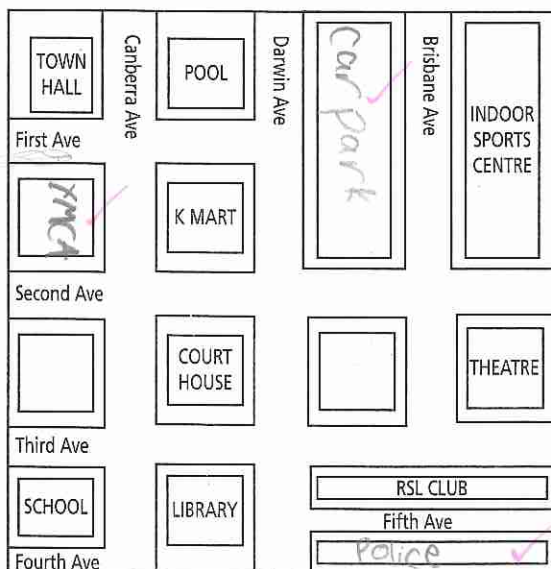 TOWN
HALL
Canberra Ave
POOL
Darwin Ave
Car park
Brisbane Ave
INDOOR
SPORTS
CENTRE
First Ave
XMCA
K MART
Second Ave
COURT
HOUSE
THEATRE
Third Ave
SCHOOL
LIBRARY
RSL CLUB
Fifth Ave
Police
Fourth Ave